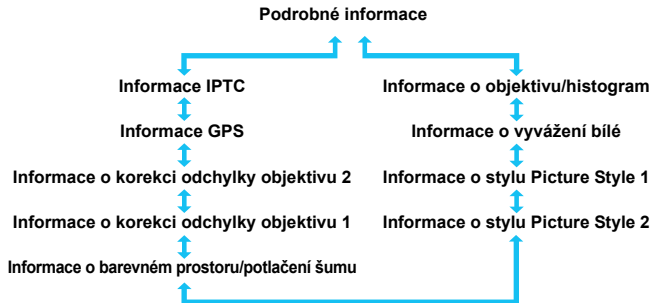 Podrobné informace
Informace IPTC
Informace o objektivu/histogram
Informace GPS
Informace o vyvážení bílé
Informace o korekci odchylky objektivu 2
Informace o stylu Picture Style 1
Informace o korekci odchylky objektivu 1
Informace o stylu Picture Style 2
Informace o barevném prostoru/potlačení šumu